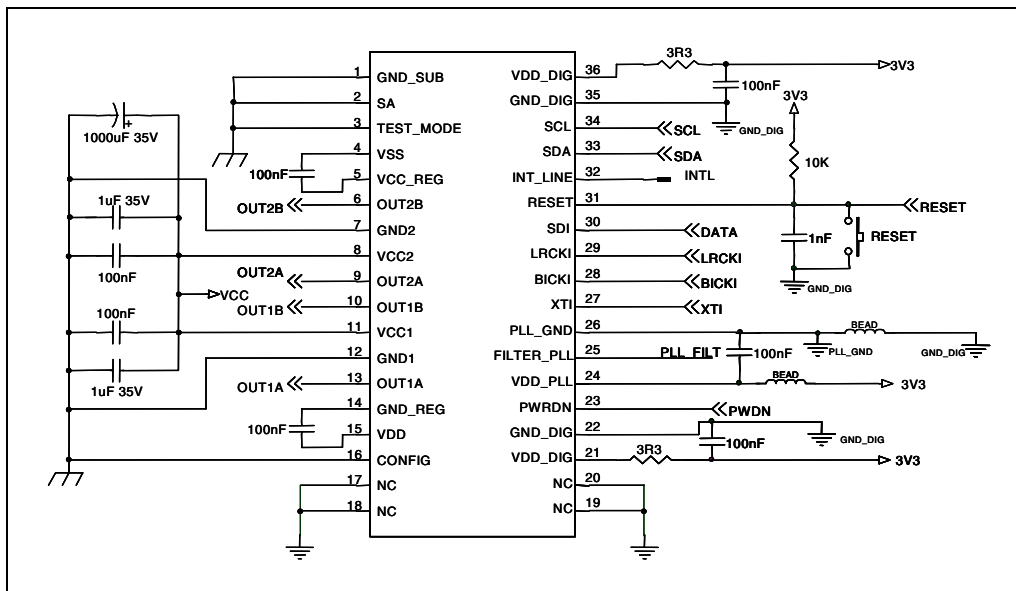 3R3
3V3
1 GND_SUB VDD_DIG 36
100nF
3V3
2 SA GND_DIG 35
GND_DIG
1000uF 35V
+
3 TEST_MODE SCL 34 SCL
4 VSS SDA 33 SDA
10K
100nF
5 VCC_REG INT_LINE 32 INTL
1uF 35V
OUT2B 6 OUT2B RESET 31 RESET
7 GND2 SDI 30 DATA
1nF
RESET
8 VCC2 LRCKI 29 LRCKI
100nF
OUT2A 9 OUT2A BICKI 28 BICKI
GND_DIG
VCC
OUT1B 10 OUT1B XTI 27 XTI
100nF
11 VCC1 PLL_GND 26
BEAD
PLL_GND
GND_DIG
12 GND1 FILTER_PLL 25 PLL_FILT
100nF
1uF 35V
OUT1A 13 OUT1A VDD_PLL 24
BEAD
3V3
14 GND_REG PWRDN 23 PWDN
100nF
15 VDD GND_DIG 22
100nF
GND_DIG
16 CONFIG VDD_DIG 21
3R3
3V3
17 NC NC 20
18 NC NC 19